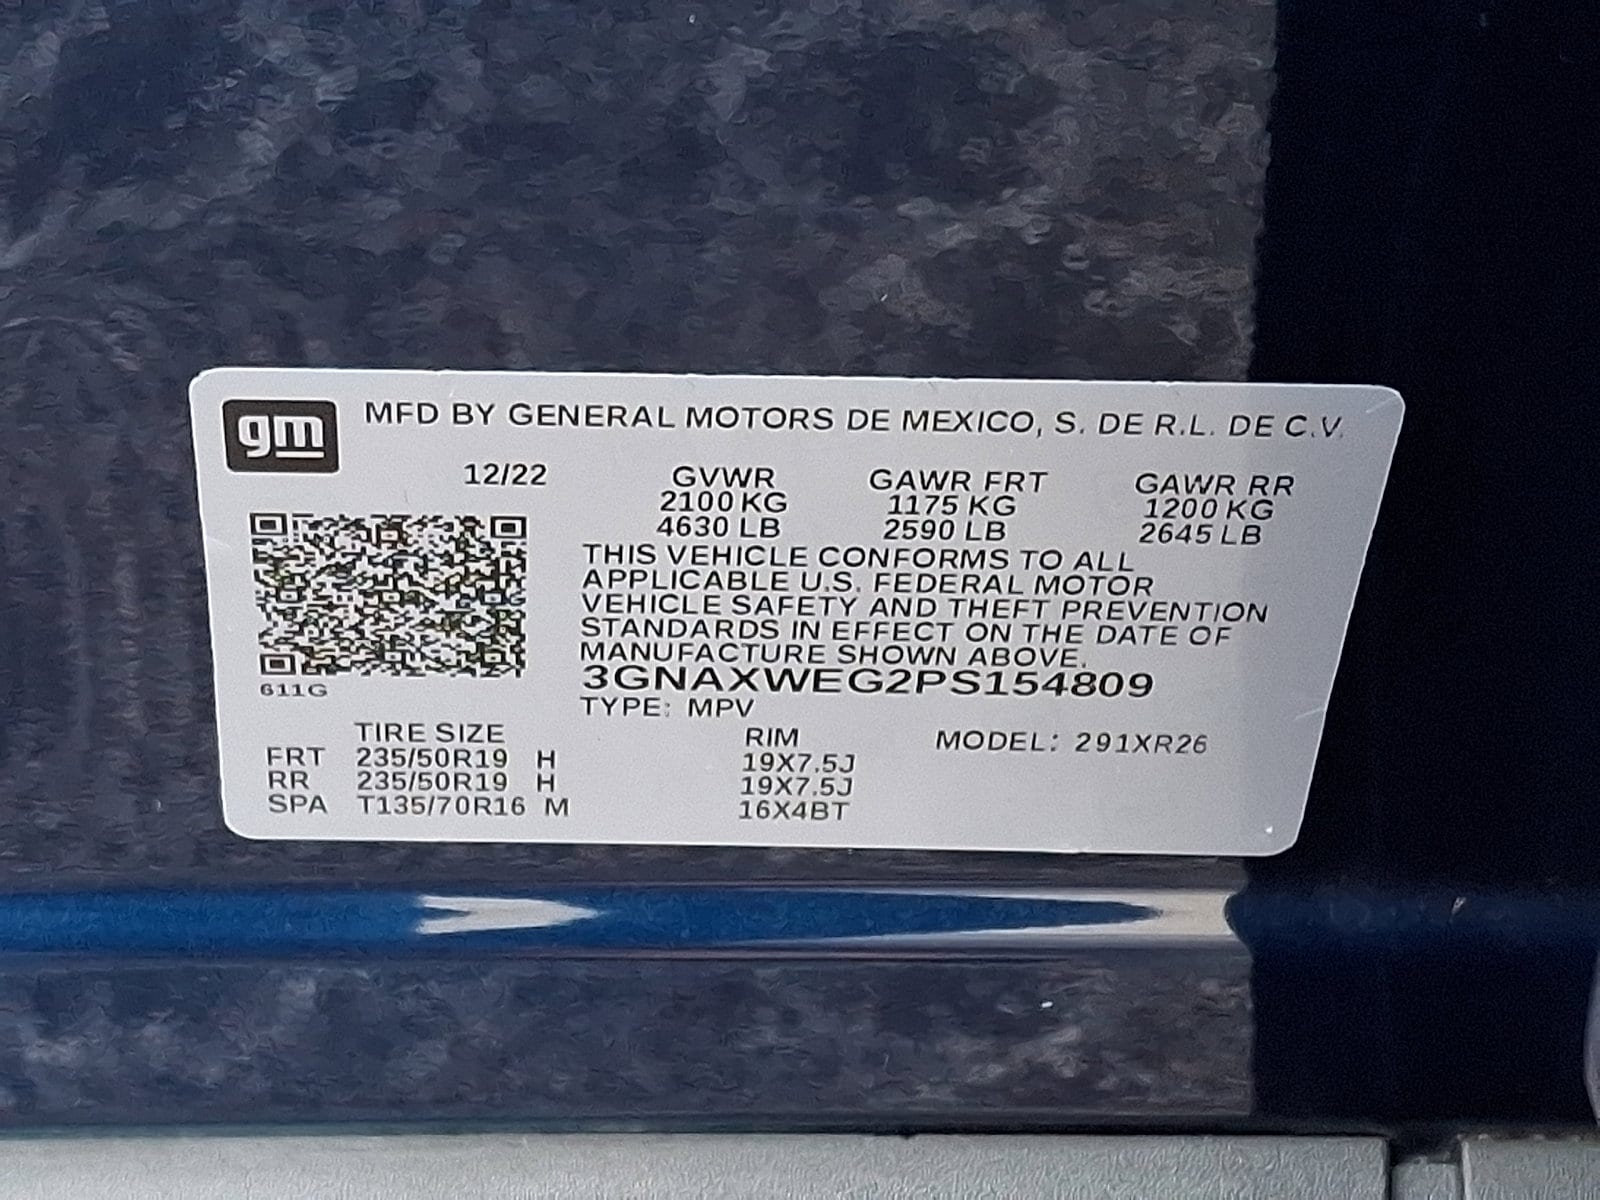 gm MFD BY GENERAL MOTORS DE MEXICO, S. DE R.L. DE C.V.
12/22 GVWR GAWR FRT GAWR RR
2100 KG 1175 KG 1200 KG
4630 LB 2590 LB 2645 LB
THIS VEHICLE CONFORMS TO ALL
APPLICABLE U.S. FEDERAL MOTOR
VEHICLE SAFETY AND THEFT PREVENTION
STANDARDS IN EFFECT ON THE DATE OF
MANUFACTURE SHOWN ABOVE.
3GNAXWEG2PS154809
611G
TYPE: MPV
TIRE SIZE RIM MODEL: 291XR26
FRT 235/50R19 H 19X7.5J
RR 235/50R19 H 19X7.5J
SPA T135/70R16 M 16X4BT